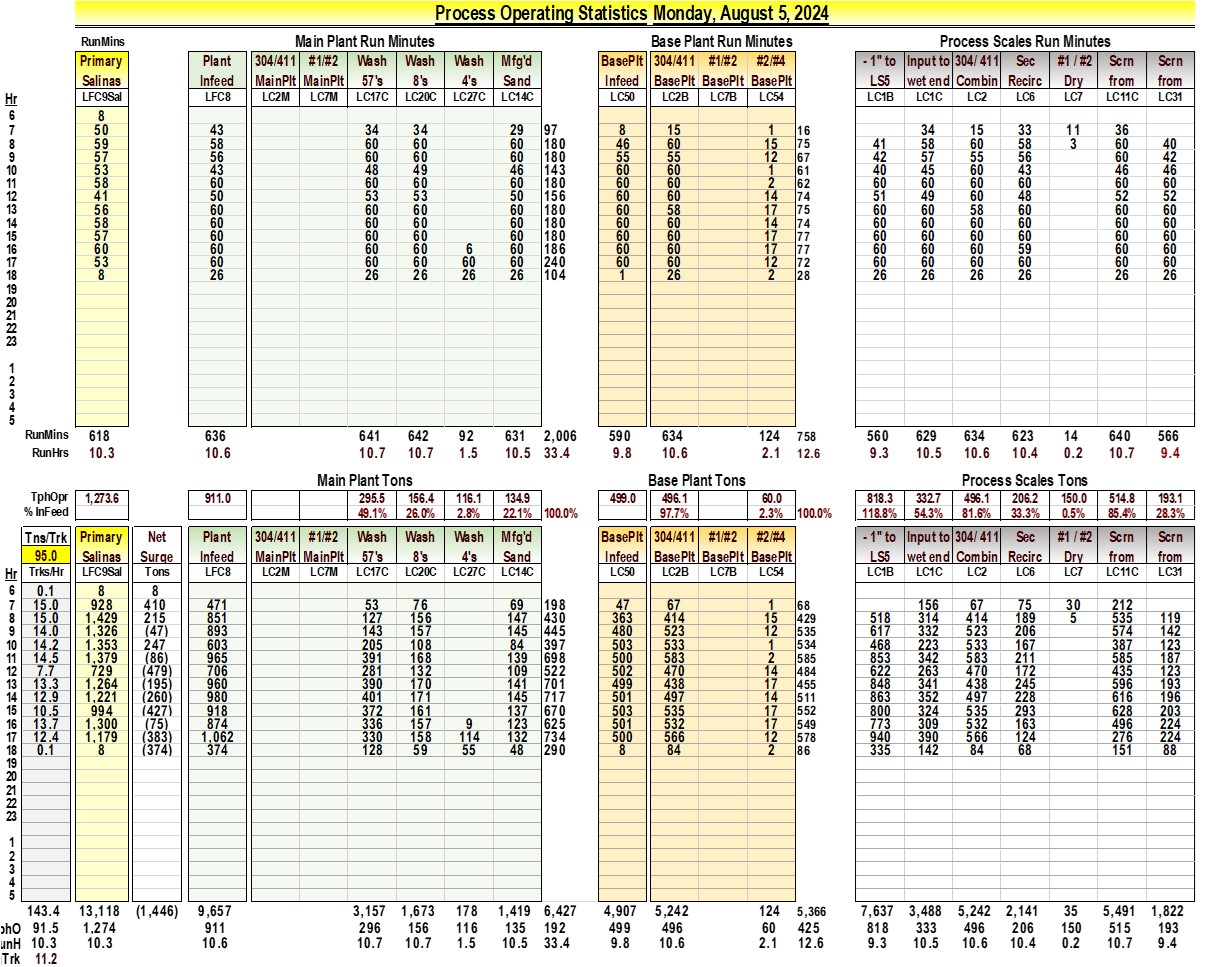 Process Operating Statistics Monday, August 5, 2024
RunMins Main Plant Run Minutes Base Plant Run Minutes Process Scales Run Minutes
Primary Plant 304/411 #1/#2 Wash Wash Wash Mfg'd BasePlt 304/411 #1/#2 #2/#4 - 1" to Input to 304/ 411 Sec #1 / #2 Scrn Scrn
Salinas Infeed MainPlt MainPlt 57's 8's 4's Sand Infeed BasePlt BasePlt BasePlt LS5 wet end Combin Recirc Dry from from
Hr LFC9Sal LFC8 LC2M LC7M LC17C LC20C LC27C LC14C LC50 LC2B LC7B LC54 LC1B LC1C LC2 LC6 LC7 LC11C LC31
6 8
7 50 43 34 34 29 97 8 15 1 16 34 15 33 11 36
8 59 58 60 60 60 180 46 60 15 75 41 58 60 58 3 60 40
9 57 56 60 60 60 180 55 55 12 67 42 57 55 56 60 42
10 53 43 48 49 46 143 60 60 1 61 40 45 60 43 46 46
11 58 60 60 60 60 180 60 60 2 62 60 60 60 60 60 60
12 41 50 53 53 50 156 60 60 14 74 51 49 60 48 52 52
13 56 60 60 60 60 180 60 58 17 75 60 60 58 60 60 60
14 58 60 60 60 60 180 60 60 14 74 60 60 60 60 60 60
15 57 60 60 60 60 180 60 60 17 77 60 60 60 60 60 60
16 60 60 60 60 6 60 186 60 60 17 77 60 60 60 59 60 60
17 53 60 60 60 60 60 240 60 60 12 72 60 60 60 60 60 60
18 8 26 26 26 26 26 104 1 26 2 28 26 26 26 26 26 26
19
20
21
22
23
1
2
3
4
5
RunMins 618 636 641 642 92 631 2,006 590 634 124 758 560 629 634 623 14 640 566
RunHrs 10.3 10.6 10.7 10.7 1.5 10.5 33.4 9.8 10.6 2.1 12.6 9.3 10.5 10.6 10.4 0.2 10.7 9.4
Main Plant Tons Base Plant Tons Process Scales Tons
TphOpr 1,273.6 911.0 295.5 156.4 116.1 134.9 499.0 496.1 60.0 818.3 332.7 496.1 206.2 150.0 514.8 193.1
% InFeed 49.1% 26.0% 2.8% 22.1% 100.0% 97.7% 2.3% 100.0% 118.8% 54.3% 81.6% 33.3% 0.5% 85.4% 28.3%
Tns/Trk Primary Net Plant 304/411 #1/#2 Wash Wash Wash Mfg'd BasePlt 304/411 #1/#2 #2/#4 - 1" to Input to 304/ 411 Sec #1 / #2 Scrn Scrn
95.0 Salinas Surge Infeed MainPlt MainPlt 57's 8's 4's Sand Infeed BasePlt BasePlt BasePlt LS5 wet end Combin Recirc Dry from from
Hr Trks/Hr LFC9Sal Tons LFC8 LC2M LC7M LC17C LC20C LC27C LC14C LC50 LC2B LC7B LC54 LC1B LC1C LC2 LC6 LC7 LC11C LC31
6 0.1 8 8
7 15.0 928 410 471 53 76 69 198 47 67 1 68 156 67 75 30 212
8 15.0 1,429 215 851 127 156 147 430 363 414 15 429 518 314 414 189 5 535 119
9 14.0 1,326 (47) 893 143 157 145 445 480 523 12 535 617 332 523 206 574 142
10 14.2 1,353 247 603 205 108 84 397 503 533 1 534 468 223 533 167 387 123
11 14.5 1,379 (86) 965 391 168 139 698 500 583 2 585 853 342 583 211 585 187
12 7.7 729 (479) 706 281 132 109 522 502 470 14 484 622 263 470 172 435 123
13 13.3 1,264 (195) 960 390 170 141 701 499 438 17 455 848 341 438 245 596 193
14 12.9 1,221 (260) 980 401 171 145 717 501 497 14 511 863 352 497 228 616 196
15 10.5 994 (427) 918 372 161 137 670 503 535 17 552 800 324 535 293 628 203
16 13.7 1,300 (75) 874 336 157 9 123 625 501 532 17 549 773 309 532 163 496 224
17 12.4 1,179 (383) 1,062 330 158 114 132 734 500 566 12 578 940 390 566 124 276 224
18 0.1 8 (374) 374 128 59 55 48 290 8 84 2 86 335 142 84 68 151 88
19
20
21
22
23
1
2
3
4
5
143.4 13,118 (1,446) 9,657 3,157 1,673 178 1,419 6,427 4,907 5,242 124 5,366 7,637 3,488 5,242 2,141 35 5,491 1,822
phO 91.5 1,274 911 296 156 116 135 192 499 496 60 425 818 333 496 206 150 515 193
unH 10.3 10.3 10.6 10.7 10.7 1.5 10.5 33.4 9.8 10.6 2.1 12.6 9.3 10.5 10.6 10.4 0.2 10.7 9.4
Trk 11.2